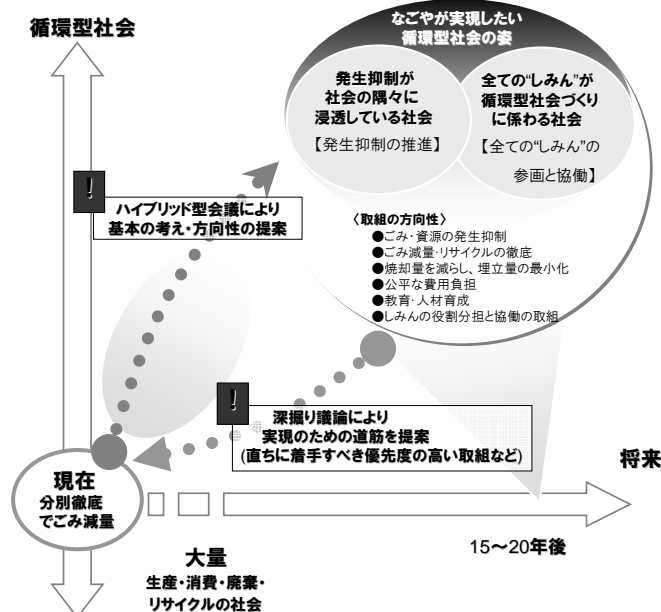 循環型社会
なごやが実現したい
循環型社会の姿
発生抑制が
社会の隅々に
浸透している社会
【発生抑制の推進】
全ての“しみん”が
循環型社会づくり
に係わる社会
【全ての“しみん”の
参画と協働】
!
ハイブリッド型会議により
基本の考え・方向性の提案
〈取組の方向性〉
●ごみ・資源の発生抑制
●ごみ減量・リサイクルの徹底
●焼却量を減らし、埋立量の最小化
●公平な費用負担
●教育・人材育成
●しみんの役割分担と協働の取組
!
深掘り議論により
実現のための道筋を提案
(直ちに着手すべき優先度の高い取組など)
現在
分別徹底
でごみ減量
将来
15～20年後
大量
生産・消費・廃棄・
リサイクルの社会